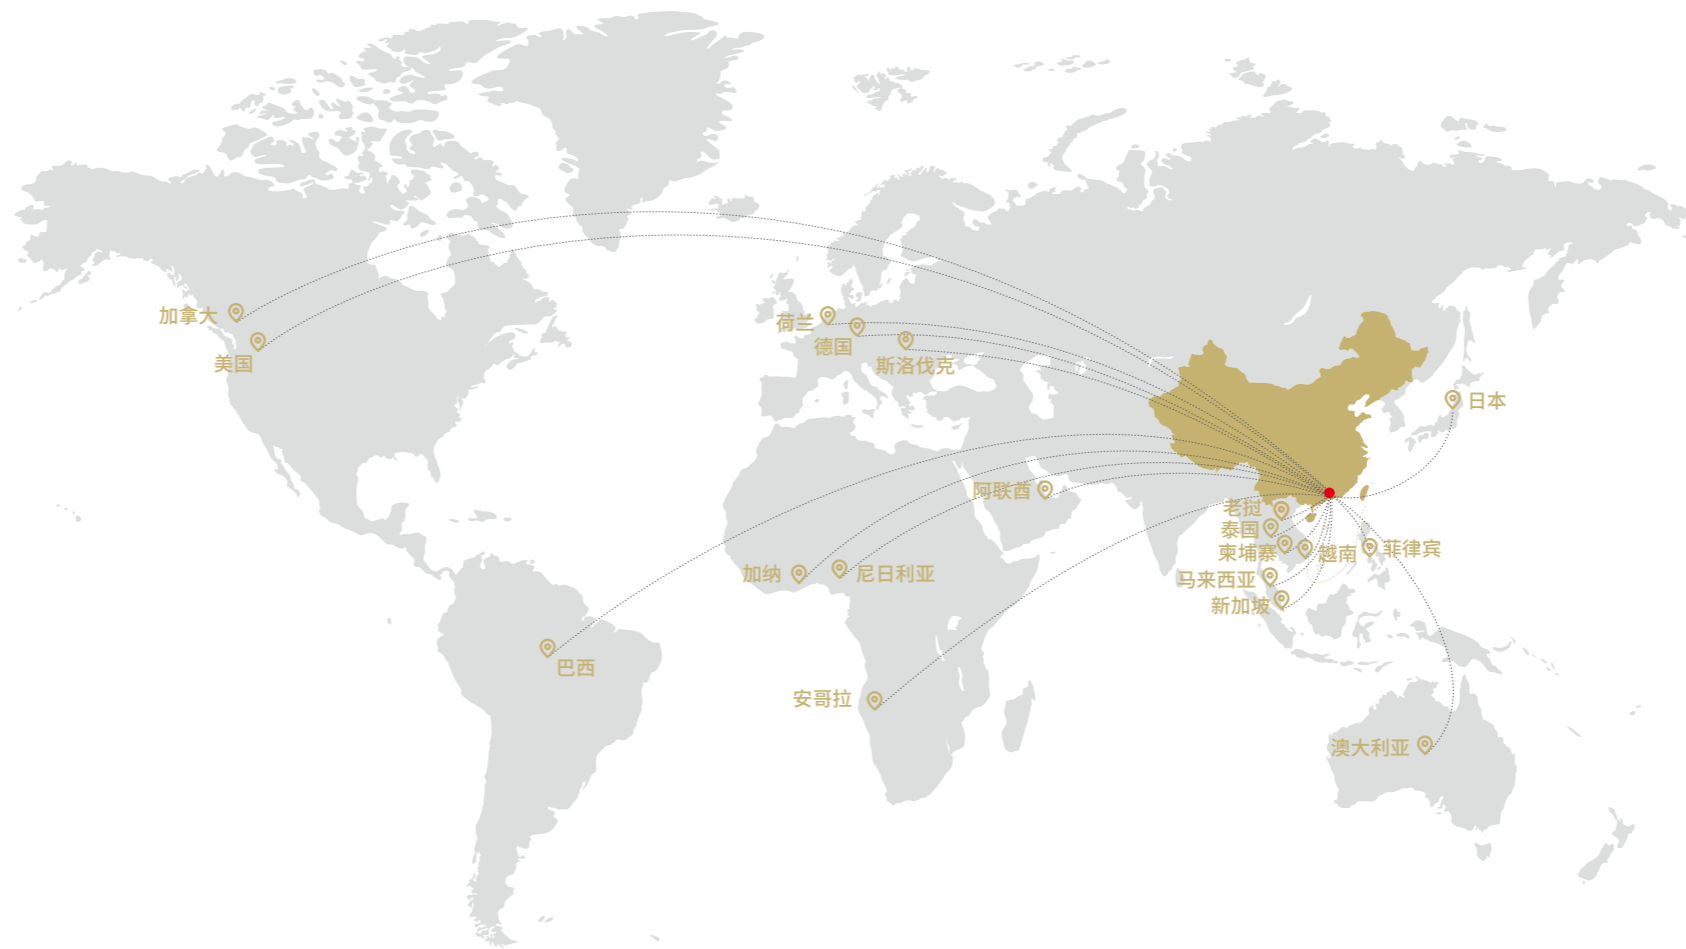 加拿大
美国
荷兰
德国
斯洛伐克
日本
阿联酋
老挝
泰国
柬埔寨
越南
菲律宾
加纳
尼日利亚
马来西亚
新加坡
巴西
安哥拉
澳大利亚